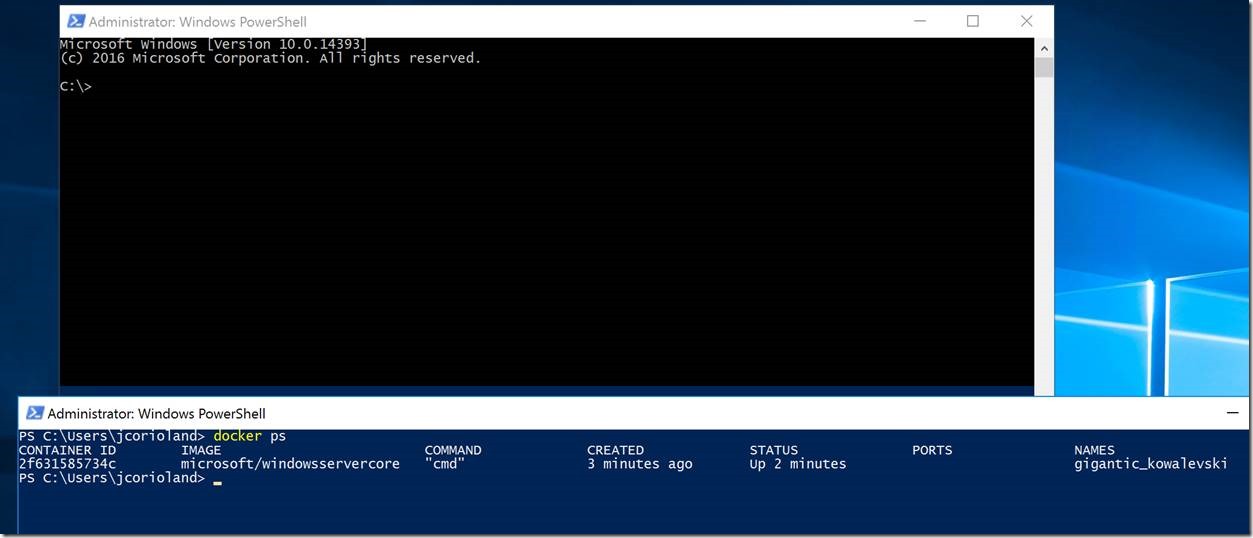 Administrator: Windows PowerShell
Microsoft Windows [Version 10.0.14393]
(c) 2016 Microsoft Corporation. All rights reserved.
C:\>
Administrator: Windows PowerShell
PS C:\Users\jcorioland> docker ps
CONTAINER ID IMAGE COMMAND CREATED STATUS PORTS NAMES
2f631585734c microsoft/windowsservercore "cmd" 3 minutes ago Up 2 minutes gigantic_kowalevski
PS C:\Users\jcorioland>